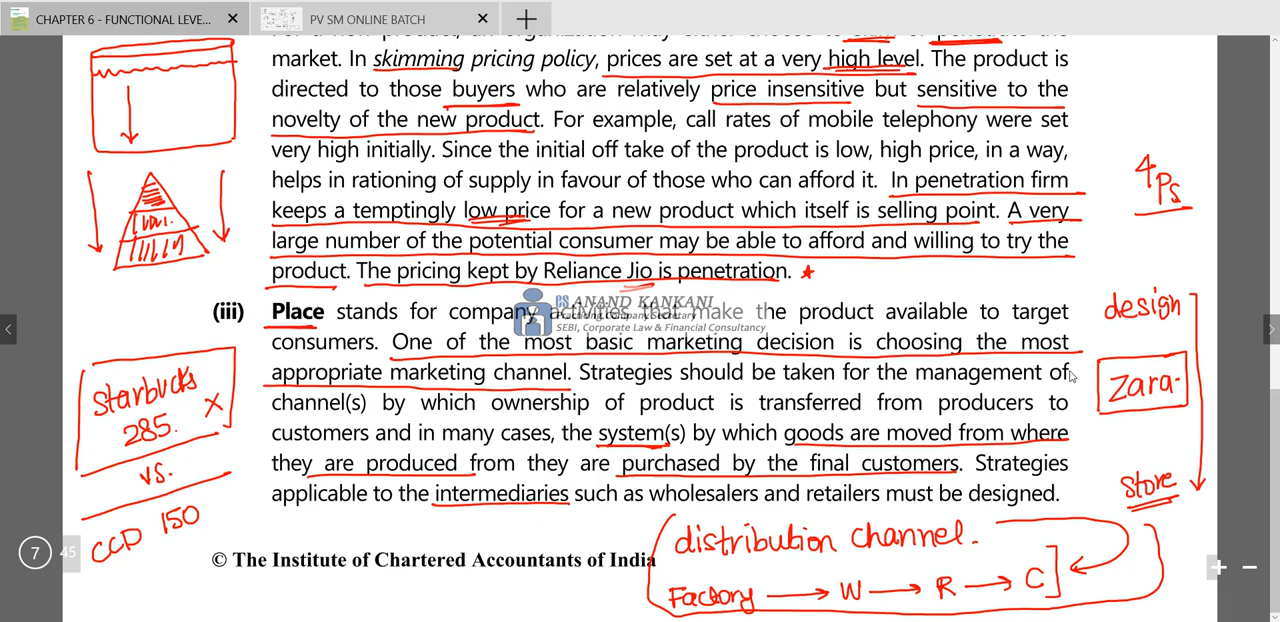 CHAPTER 6 - FUNCTIONAL LEVE...
PV SM ONLINE BATCH
market. In skimming pricing policy, prices are set at a very high level. The product is
directed to those buyers who are relatively price insensitive but sensitive to the
novelty of the new product. For example, call rates of mobile telephony were set
very high initially. Since the initial off take of the product is low, high price, in a way,
helps in rationing of supply in favour of those who can afford it. In penetration firm
keeps a temptingly low price for a new product which itself is selling point. A very
large number of the potential consumer may be able to afford and willing to try the
product. The pricing kept by Reliance Jio is penetration.
4Ps
(iii) Place stands for company activities that make the product available to target
consumers. One of the most basic marketing decision is choosing the most
appropriate marketing channel. Strategies should be taken for the management of
channel(s) by which ownership of product is transferred from producers to
customers and in many cases, the system(s) by which goods are moved from where
they are produced from they are purchased by the final customers. Strategies
applicable to the intermediaries such as wholesalers and retailers must be designed.
CS ANAND KANKANI
Practicing Company Secretary
SEBI, Corporate Law & Financial Consultancy
design
Zara
Store
Starbucks
285. X
vs.
CCD 150
distribution channel.
Factory → W → R → C]
7 45
© The Institute of Chartered Accountants of India